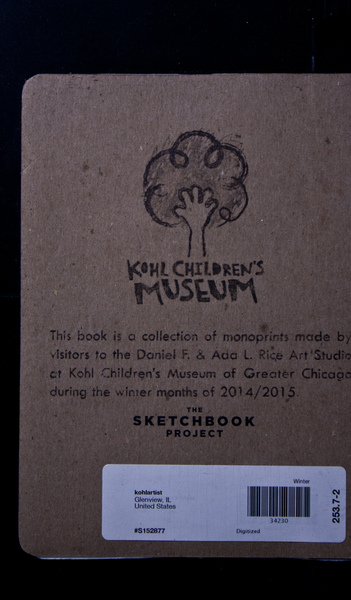 KOHL CHILDREN'S
MUSEUM
This book is a collection of monoprints made by
visitors to the Daniel F. & Ada L. Rice Art Studio
at Kohl Children's Museum of Greater Chicago
during the winter months of 2014/2015.
THE
SKETCHBOOK
PROJECT
kohlartist
Glenview, IL
United States
#S152877
Winter
34230
Digitized
253.7-2